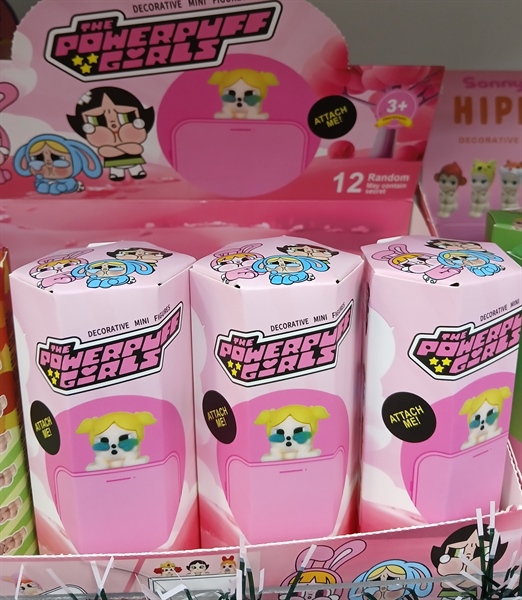 DECORATIVE MINI FIGURES
THE
POWERPUFF
GIRLS
ATTACH
ME!
3+
12 Random
May contain
secret
Sonny
HIP
DECORATIVE
DECORATIVE MINI FIGURES
THE
POWERPUFF
GIRLS
ATTACH
ME!
DECORATIVE MINI FIGURES
THE
POWERPUFF
GIRLS
ATTACH
ME!
DECORATIVE MINI
THE
POWERPUFF
GIRLS
ATTACH
ME!